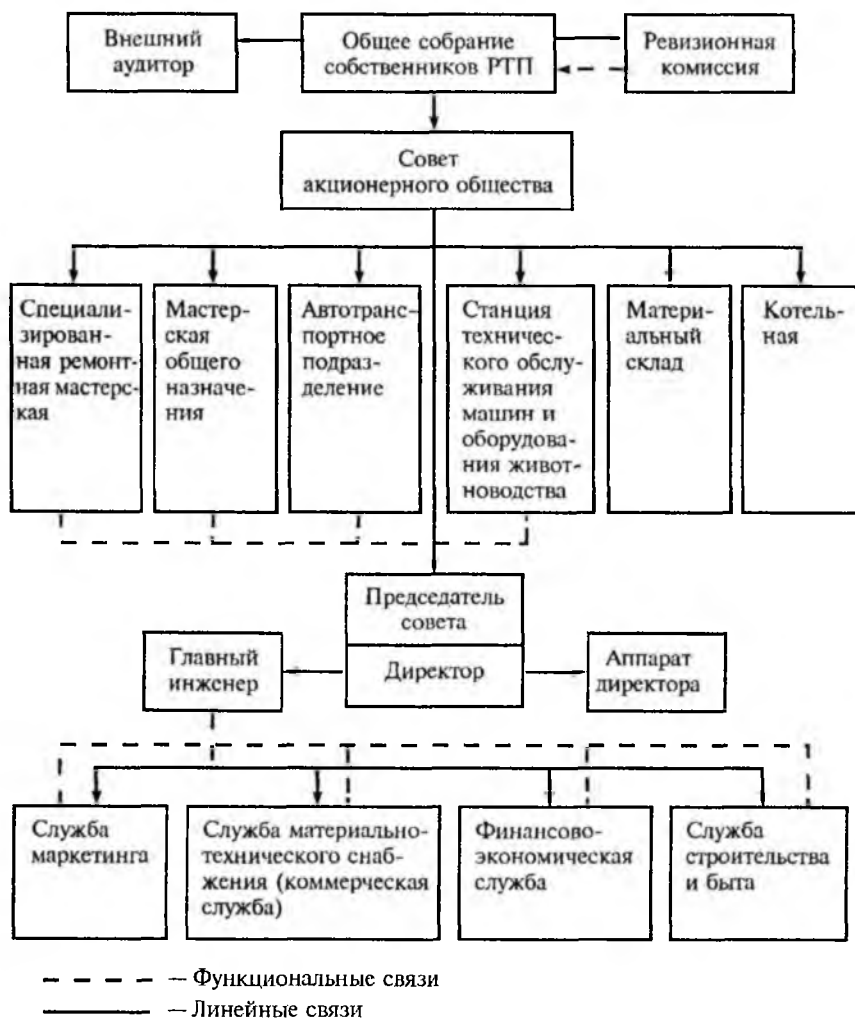 Внешний
аудитор
Общее собрание
собственников РТП
Ревизионная
комиссия
Совет
акционерного общества
Специали-
зирован-
ная ремонт-
ная мастерс-
кая
Мастер-
ская
общего
назначе-
ния
Автотранс-
портное
подраз-
деление
Станция
техничес-
кого обслу-
живания
машин и
оборудова-
ния живот-
новодства
Матери-
альный
склад
Котель-
ная
Председатель
совета
Главный
инженер
Директор
Аппарат
директора
Служба
маркетинга
Служба материально-
технического снаб-
жения (коммерческая
служба)
Финансово-
экономическая
служба
Служба
строительства
и быта
— Функциональные связи
— Линейные связи